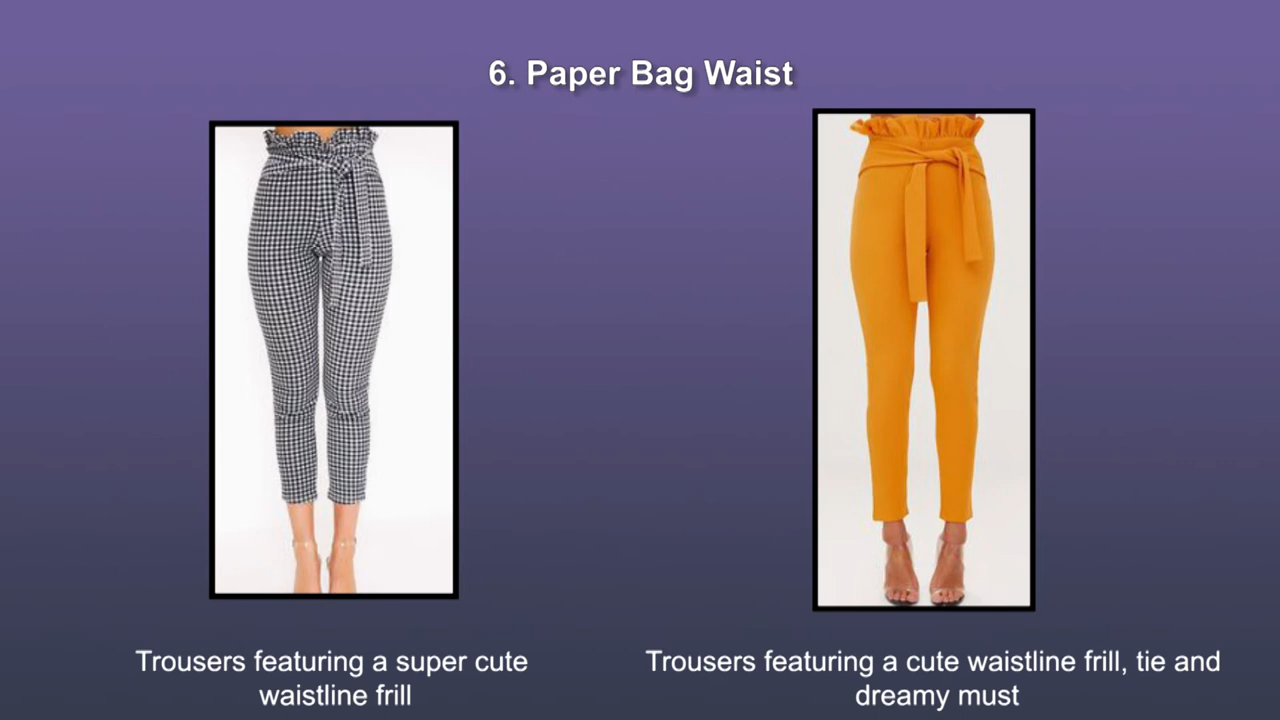 6. Paper Bag Waist
Trousers featuring a super cute
waistline frill
Trousers featuring a cute waistline frill, tie and
dreamy must